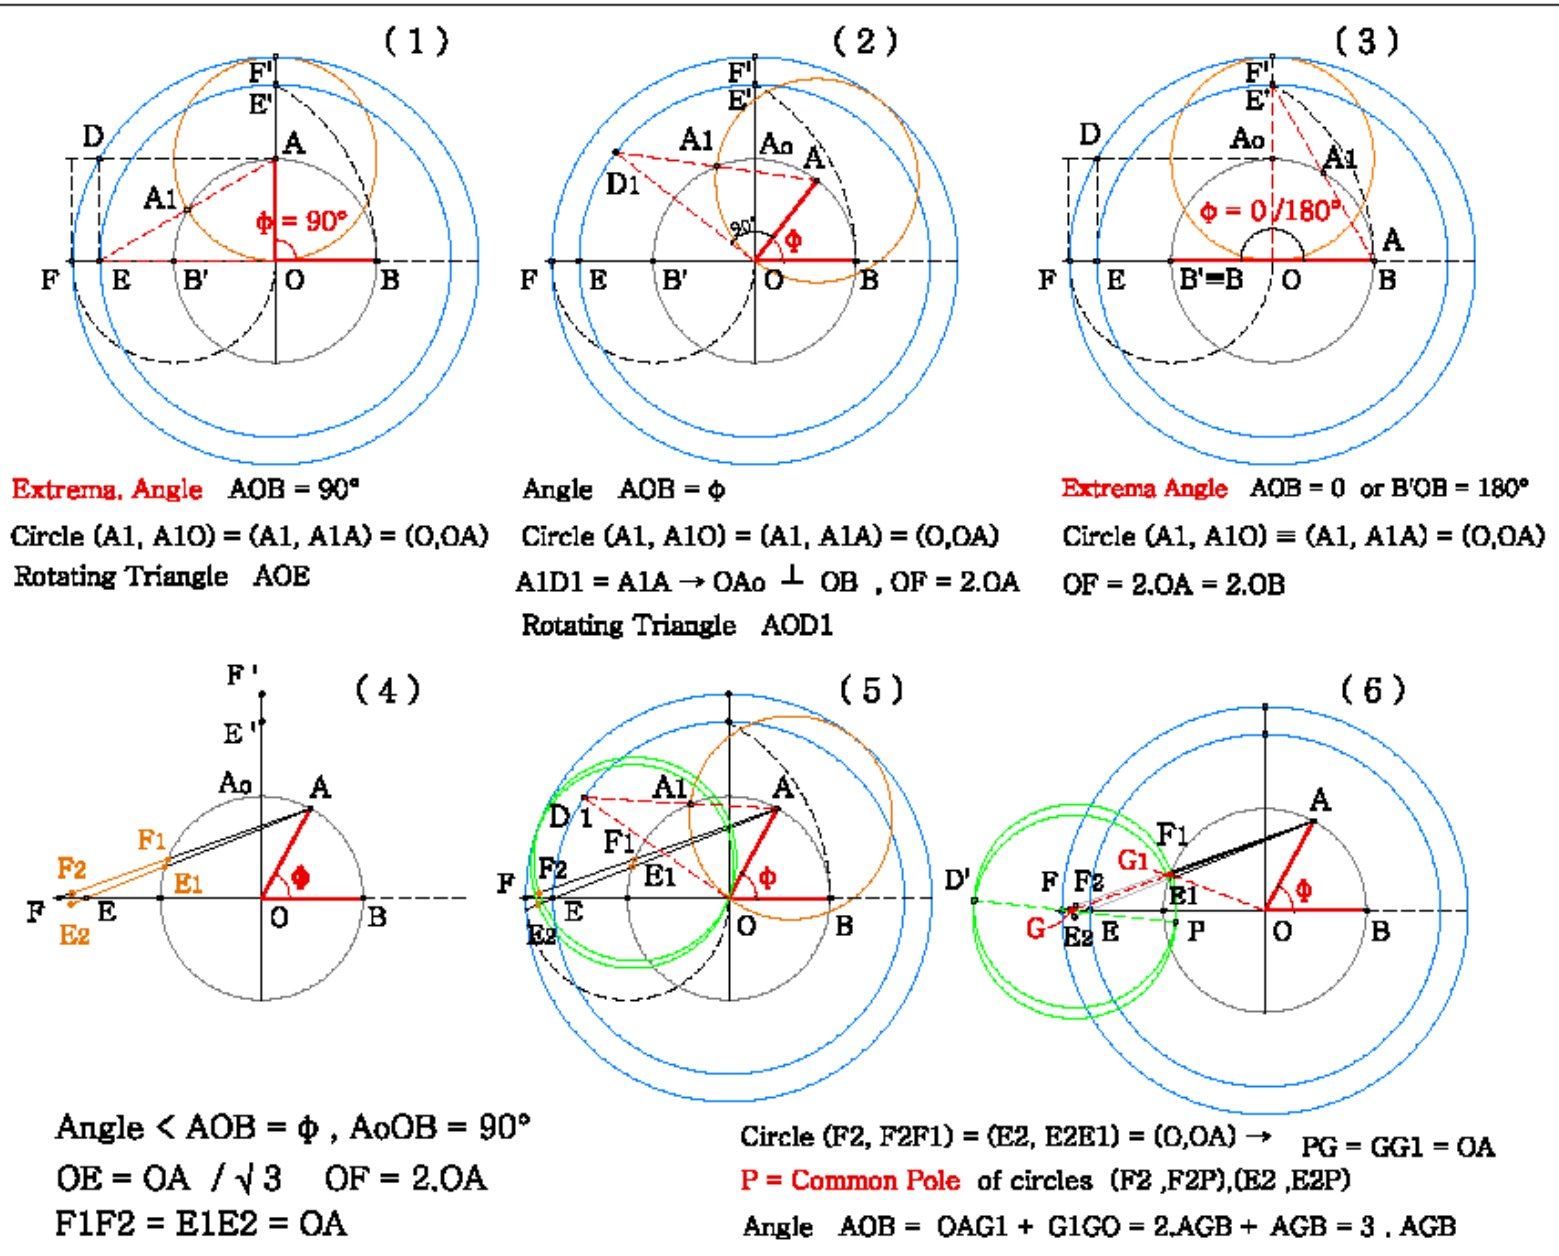 (1)
F'
E'
D
A
A1
ϕ = 90°
F
E
B'
O
B
Extrema. Angle AOB = 90°
Circle (A1, A1O) = (A1, A1A) = (O,OA)
Rotating Triangle AOE
(2)
F'
E'
A1
Ao
A
D1
90°
ϕ
F
E
B'
O
B
Angle AOB = ϕ
Circle (A1, A1O) = (A1, A1A) = (O,OA)
A1D1 = A1A → OAo ⊥ OB , OF = 2.OA
Rotating Triangle AOD1
(3)
F'
E'
D
Ao
A1
ϕ = 0 /180°
A
F
E
B'≡B
O
B
Extrema Angle AOB = 0 or B'OB = 180°
Circle (A1, A1O) ≡ (A1, A1A) = (O,OA)
OF = 2.OA = 2.OB
(4)
F'
E'
Ao
A
F1
F2
E1
ϕ
F
E
E2
O
B
Angle < AOB = ϕ , AoOB = 90°
OE = OA / √3 OF = 2.OA
F1F2 = E1E2 = OA
(5)
A1
A
D1
F1
F2
E1
ϕ
F
E
E2
O
B
(6)
A
F1
G1
D'
F
F2
E1
ϕ
G
E2
E
P
O
B
Circle (F2, F2F1) = (E2, E2E1) = (O,OA) → PG = GG1 = OA
P = Common Pole of circles (F2 ,F2P),(E2 ,E2P)
Angle AOB = OAG1 + G1GO = 2.AGB + AGB = 3 . AGB